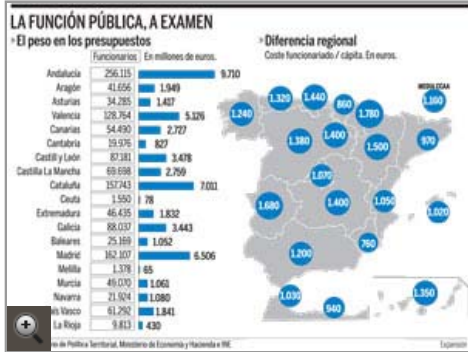 LA FUNCIÓN PÚBLICA, A EXAMEN
El peso en los presupuestos
Funcionarios En millones de euros.
Andalucía 256.115 9.710
Aragón 41.656 1.949
Asturias 34.285 1.417
Valencia 128.764 5.126
Canarias 54.490 2.727
Cantabria 19.976 827
Castilla y León 87.181 3.478
Castilla La Mancha 69.698 2.759
Cataluña 157.743 7.011
Ceuta 1.550 78
Extremadura 46.435 1.832
Galicia 88.037 3.443
Baleares 25.169 1.052
Madrid 162.107 6.506
Melilla 1.378 65
Murcia 49.070 1.061
Navarra 21.924 1.080
ís Vasco 61.292 1.841
La Rioja 9.813 430
Diferencia regional
Coste funcionariado / cápita. En euros.
MEDIA CCAA
1.160
1.240
1.320
1.440
860
1.780
1.380
1.400
1.500
970
1.070
1.680
1.400
1.050
1.020
1.200
760
1.030
940
1.350
de Política Territorial, Ministerio de Economía y Hacienda e INE.
Expansión